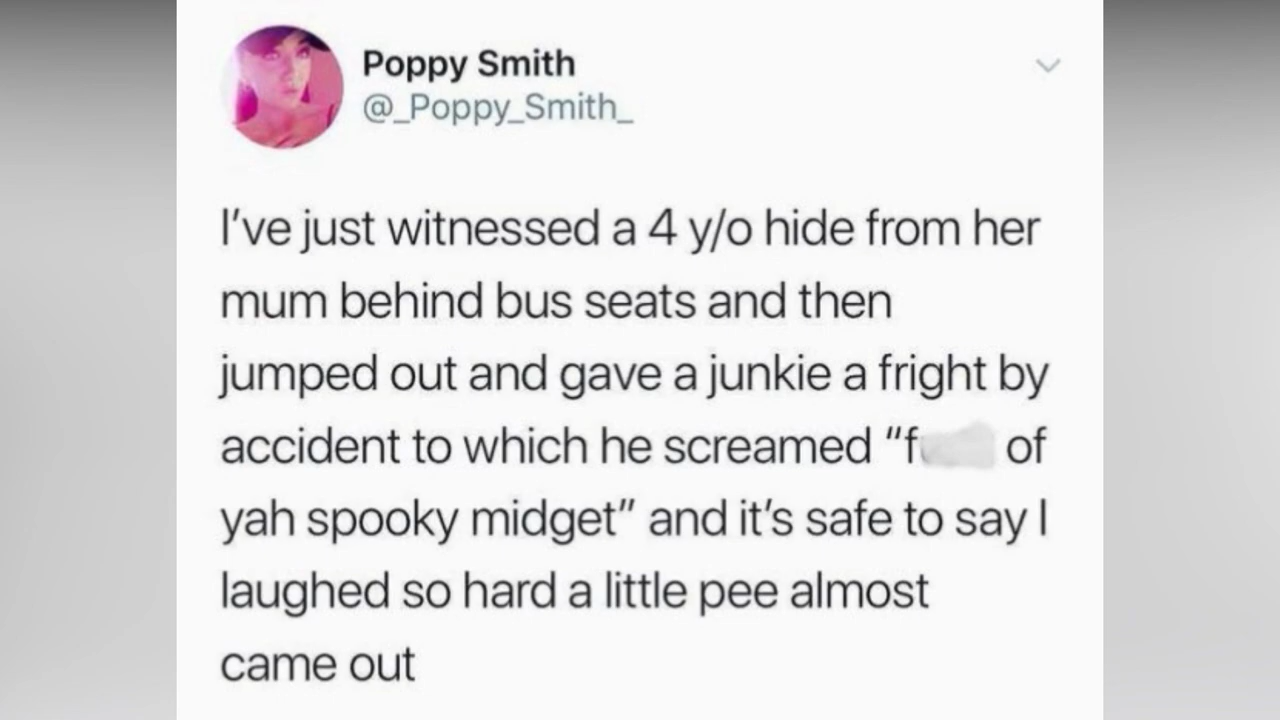 Poppy Smith
@_Poppy_Smith_
I've just witnessed a 4 y/o hide from her
mum behind bus seats and then
jumped out and gave a junkie a fright by
accident to which he screamed "f of
yah spooky midget" and it's safe to say I
laughed so hard a little pee almost
came out